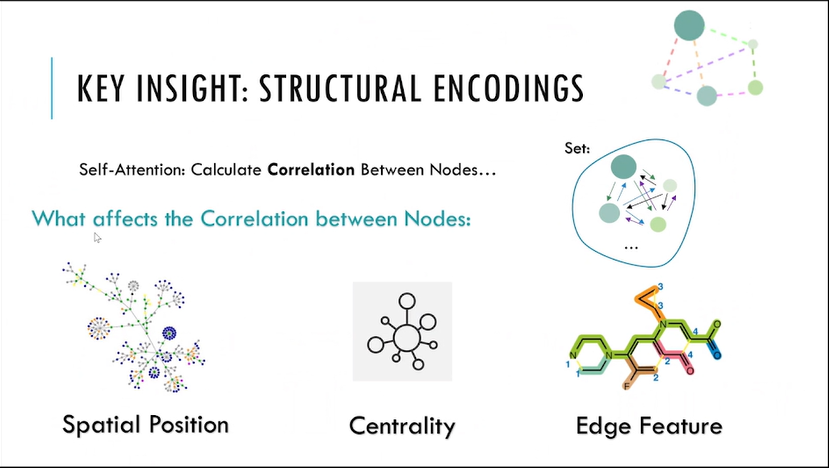 KEY INSIGHT: STRUCTURAL ENCODINGS
Set:
Self-Attention: Calculate Correlation Between Nodes...
What affects the Correlation between Nodes:
...
3
3
N
4
O
O
N
N
2
4
O
1
1
F
2
Spatial Position
Centrality
Edge Feature